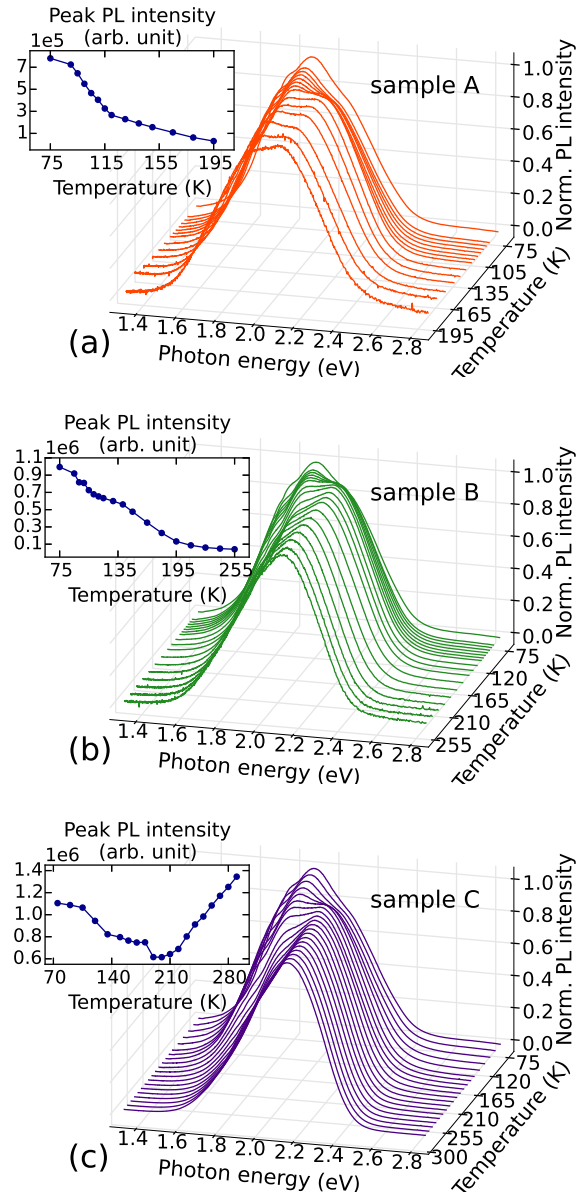 Peak PL intensity
(arb. unit)
1e5
7
5
3
1
75 115 155 195
Temperature (K)
sample A
1.0
0.8
0.6
0.4
0.2
0.0
Norm. PL intensity
75
105
135
165
195
Temperature (K)
1.4 1.6 1.8 2.0 2.2 2.4 2.6 2.8
Photon energy (eV)
(a)
Peak PL intensity
(arb. unit)
1e6
1.1
0.9
0.7
0.5
0.3
0.1
75 135 195 255
Temperature (K)
sample B
1.0
0.8
0.6
0.4
0.2
0.0
Norm. PL intensity
75
120
165
210
255
Temperature (K)
1.4 1.6 1.8 2.0 2.2 2.4 2.6 2.8
Photon energy (eV)
(b)
Peak PL intensity
(arb. unit)
1e6
1.4
1.2
1.0
0.8
0.6
70 140 210 280
Temperature (K)
sample C
1.0
0.8
0.6
0.4
0.2
0.0
Norm. PL intensity
75
120
165
210
255
300
Temperature (K)
1.4 1.6 1.8 2.0 2.2 2.4 2.6 2.8
Photon energy (eV)
(c)